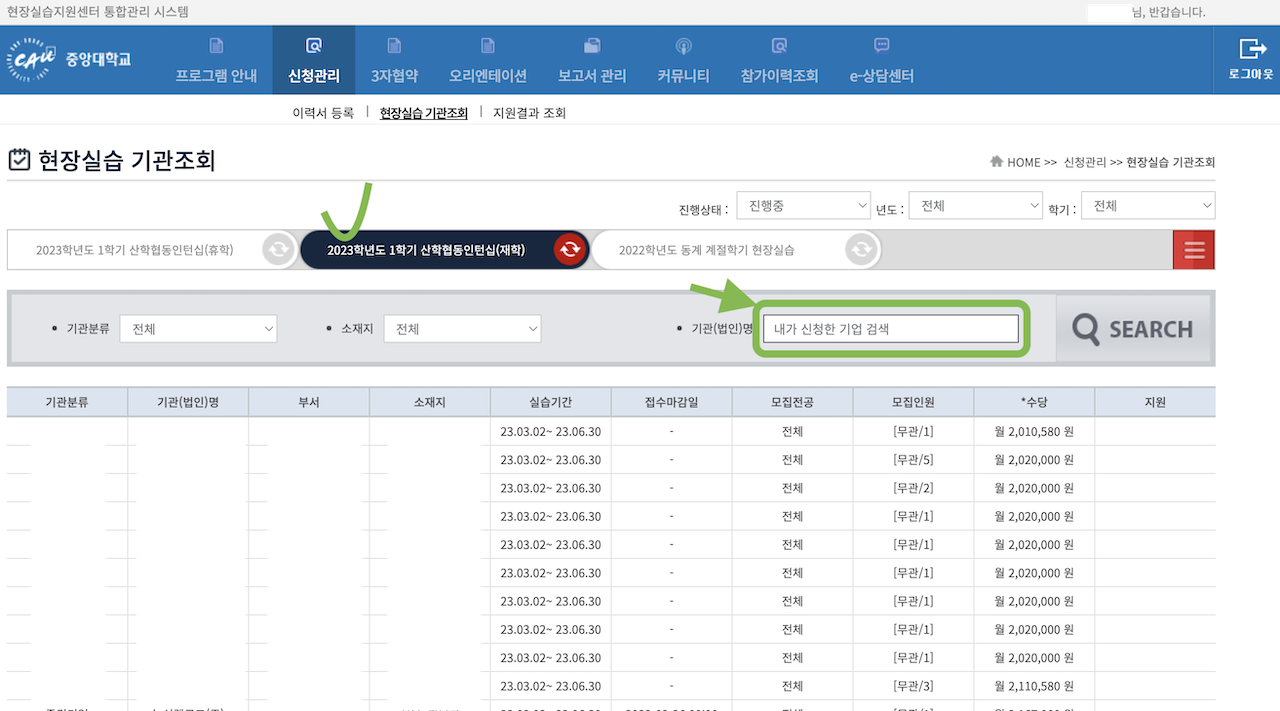 현장실습지원센터 통합관리 시스템
님, 반갑습니다.
CAU 중앙대학교
프로그램 안내 신청관리 3자협약 오리엔테이션 보고서 관리 커뮤니티 참가이력조회 e-상담센터 로그아웃
이력서 등록 | 현장실습 기관조회 | 지원결과 조회
현장실습 기관조회
HOME >> 신청관리 >> 현장실습 기관조회
진행상태 : 진행중 년도 : 전체 학기 : 전체
2023학년도 1학기 산학협동인턴십(휴학) 2023학년도 1학기 산학협동인턴십(재학) 2022학년도 동계 계절학기 현장실습
• 기관분류 전체 • 소재지 전체 • 기관(법인)명 내가 신청한 기업 검색 SEARCH
기관분류 기관(법인)명 부서 소재지 실습기간 접수마감일 모집전공 모집인원 *수당 지원
23.03.02~ 23.06.30 - 전체 [무관/1] 월 2,010,580 원
23.03.02~ 23.06.30 - 전체 [무관/5] 월 2,020,000 원
23.03.02~ 23.06.30 - 전체 [무관/2] 월 2,020,000 원
23.03.02~ 23.06.30 - 전체 [무관/1] 월 2,020,000 원
23.03.02~ 23.06.30 - 전체 [무관/1] 월 2,020,000 원
23.03.02~ 23.06.30 - 전체 [무관/1] 월 2,020,000 원
23.03.02~ 23.06.30 - 전체 [무관/1] 월 2,020,000 원
23.03.02~ 23.06.30 - 전체 [무관/1] 월 2,020,000 원
23.03.02~ 23.06.30 - 전체 [무관/1] 월 2,020,000 원
23.03.02~ 23.06.30 - 전체 [무관/3] 월 2,110,580 원